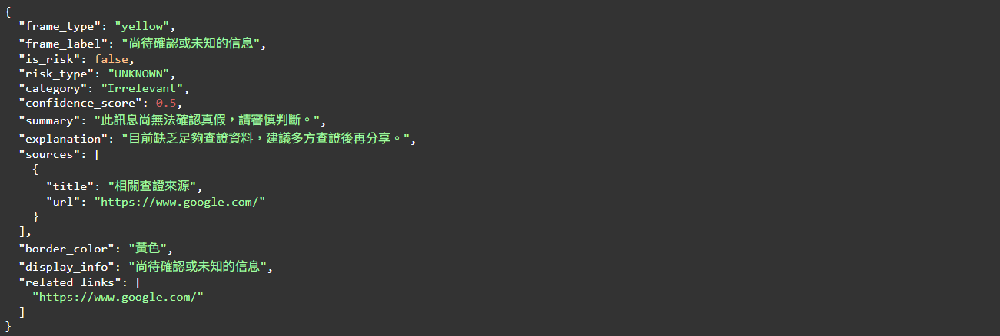 {
  "frame_type": "yellow",
  "frame_label": "尚待確認或未知的信息",
  "is_risk": false,
  "risk_type": "UNKNOWN",
  "category": "Irrelevant",
  "confidence_score": 0.5,
  "summary": "此訊息尚無法確認真假，請審慎判斷。",
  "explanation": "目前缺乏足夠查證資料，建議多方查證後再分享。",
  "sources": [
    {
      "title": "相關查證來源",
      "url": "https://www.google.com/"
    }
  ],
  "border_color": "黃色",
  "display_info": "尚待確認或未知的信息",
  "related_links": [
    "https://www.google.com/"
  ]
}